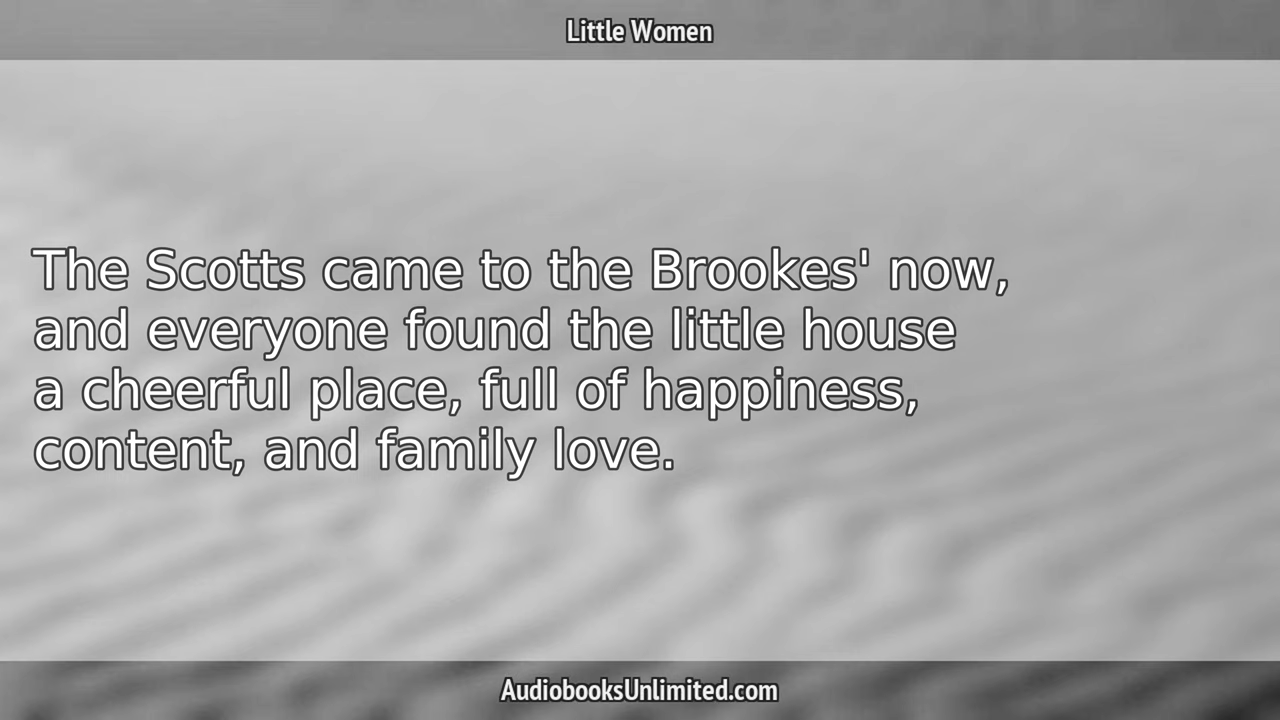 Little Women
The Scotts came to the Brookes' now,
and everyone found the little house
a cheerful place, full of happiness,
content, and family love.
AudiobooksUnlimited.com